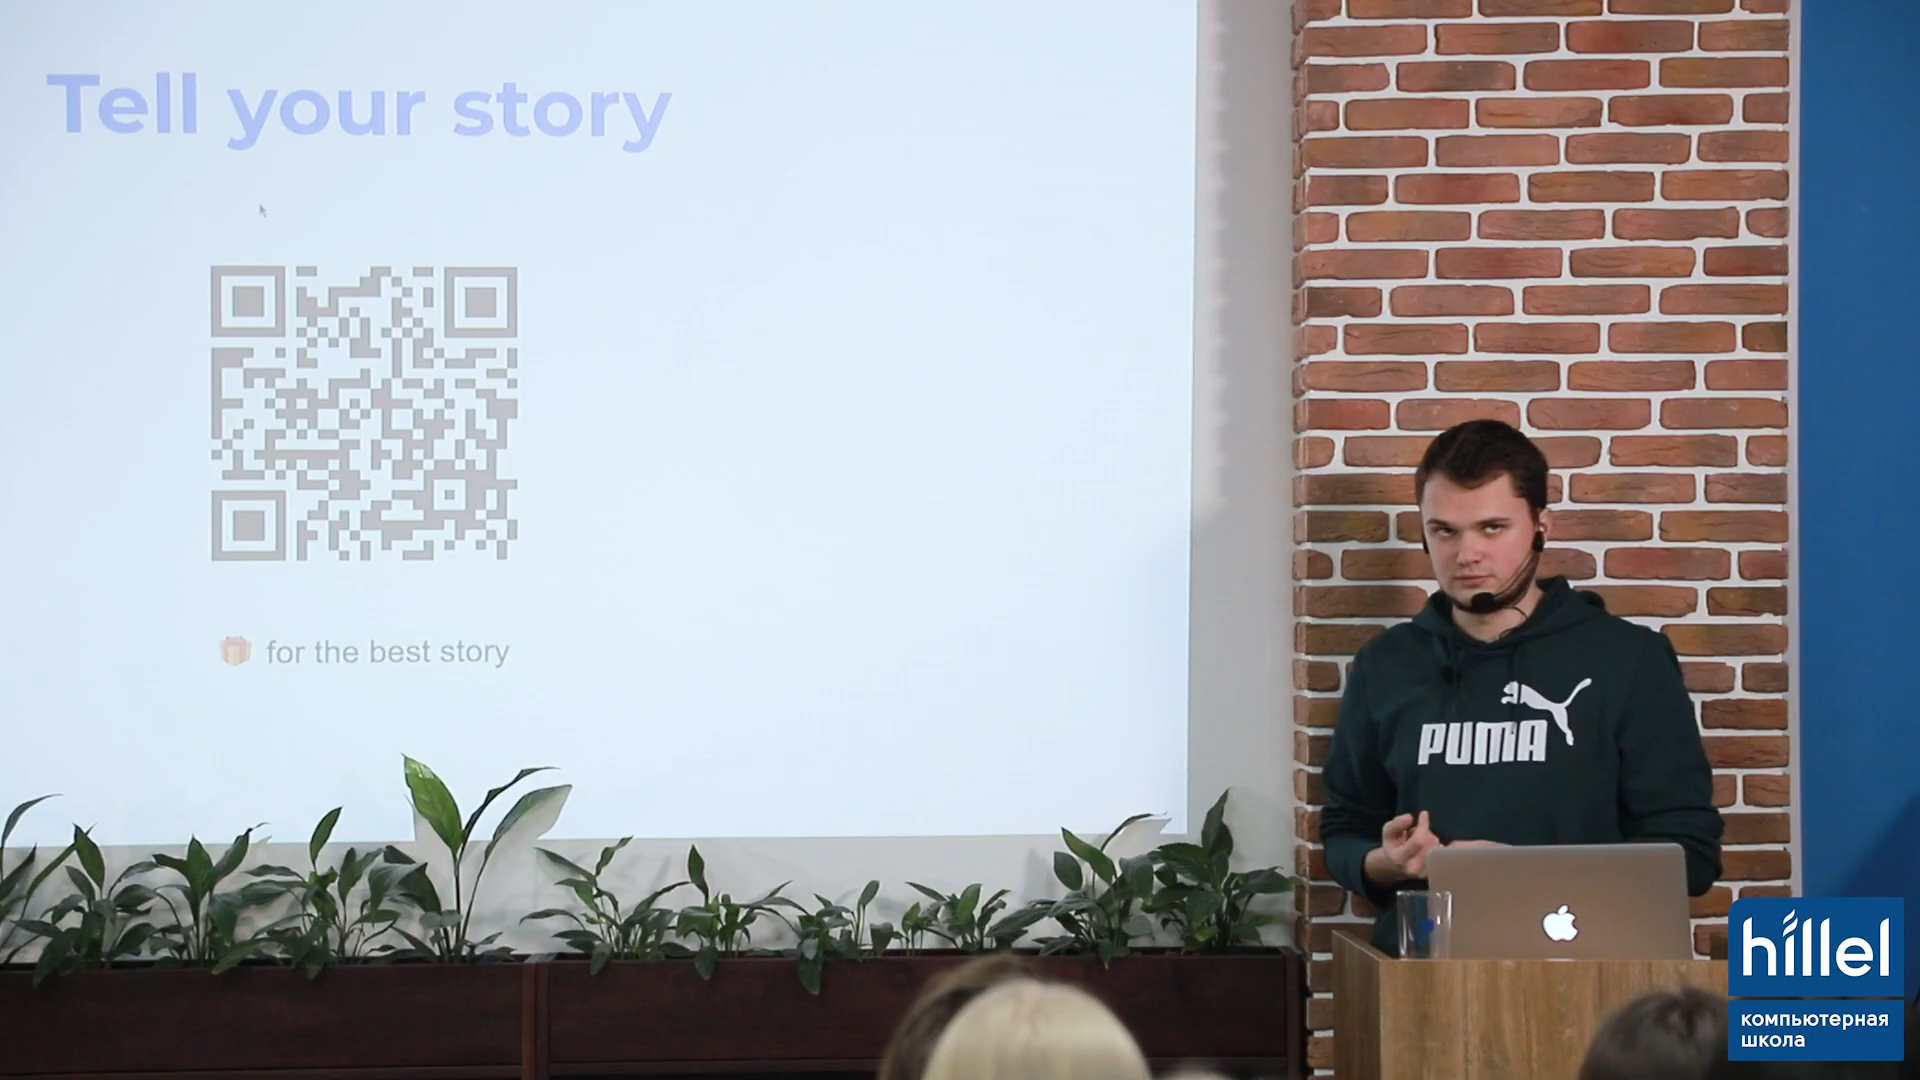 Tell your story
for the best story
PUMA
hillel
компьютерная
школа